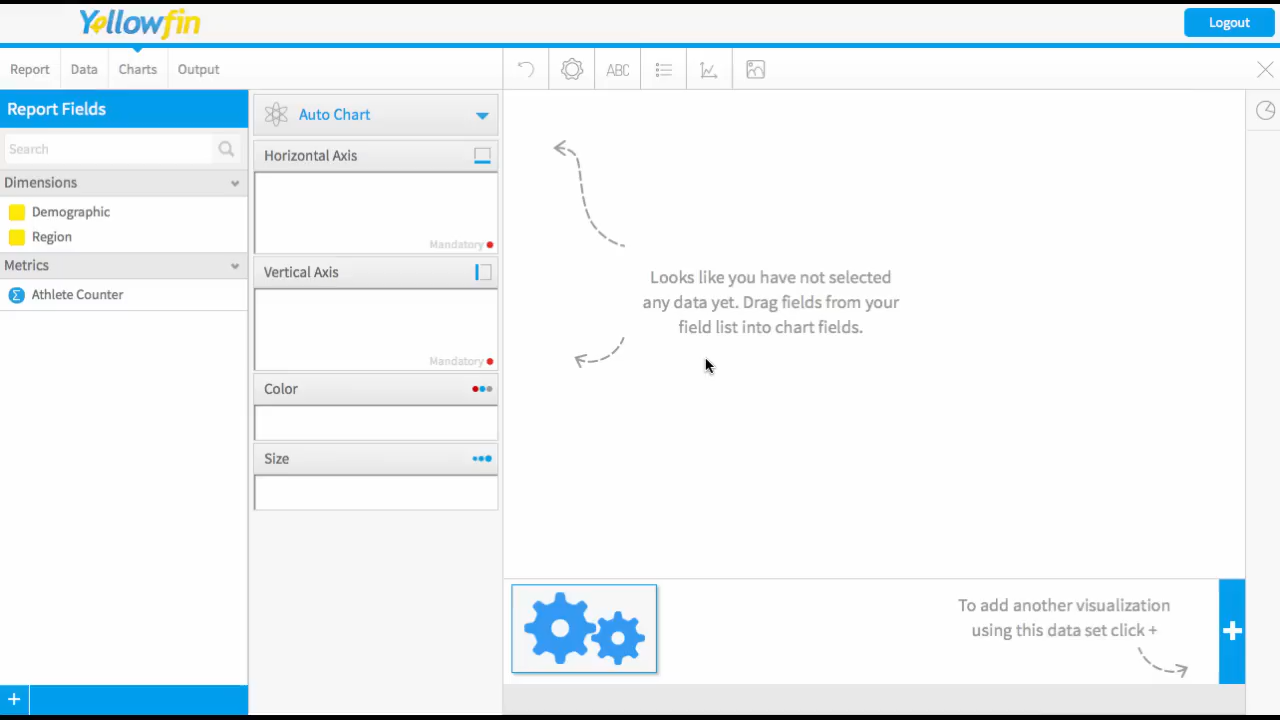 Yellowfin
Logout
Report
Data
Charts
Output
ABC
Report Fields
Search
Dimensions
Demographic
Region
Metrics
Athlete Counter
Auto Chart
Horizontal Axis
Mandatory
Vertical Axis
Mandatory
Color
Size
Looks like you have not selected
any data yet. Drag fields from your
field list into chart fields.
To add another visualization
using this data set click +